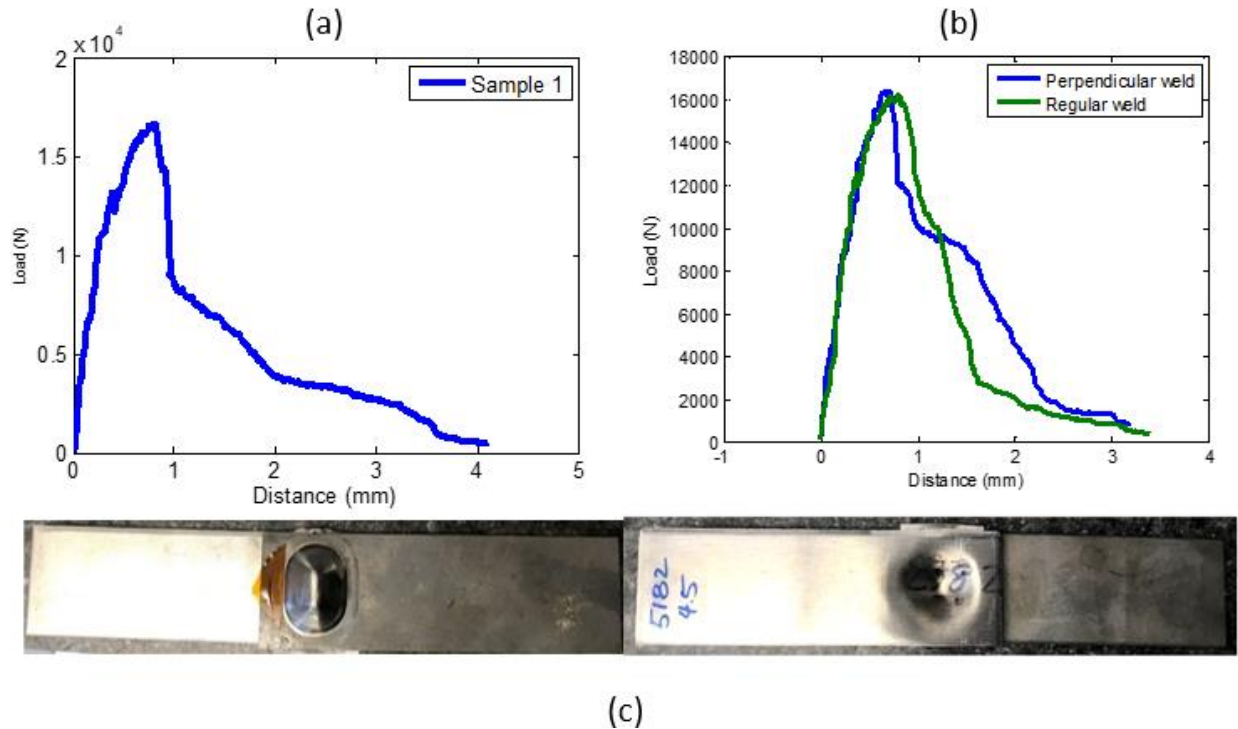 (a)
2 x 10^4
Sample 1
1.5
1
0.5
0
0 1 2 3 4 5
Load (N)
Distance (mm)
(b)
18000
Perpendicular weld
Regular weld
16000
14000
12000
10000
8000
6000
4000
2000
0
-1 0 1 2 3 4
Load (N)
Distance (mm)
5182
4.5
(c)